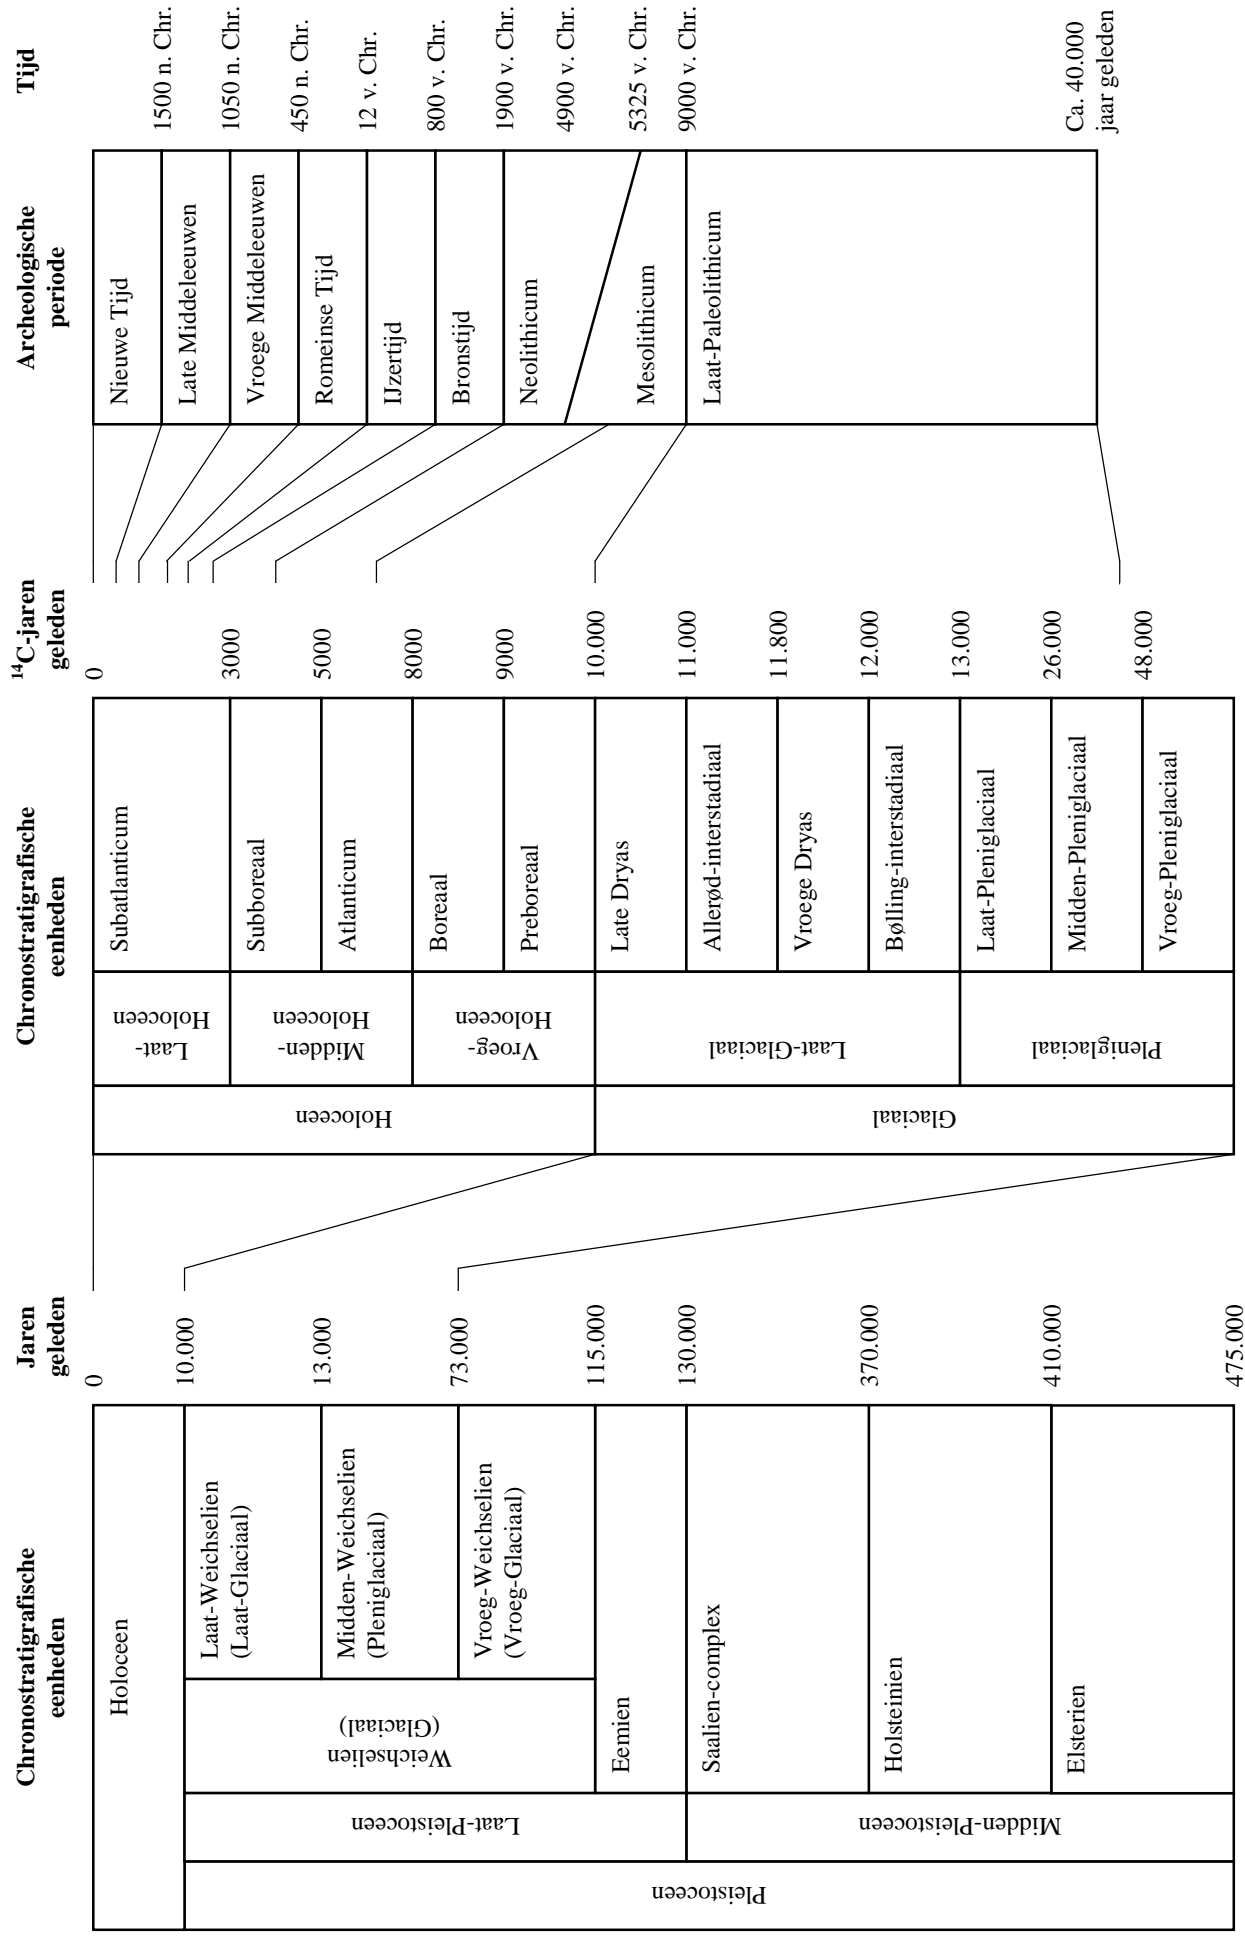 Chronostratigrafische
eenheden
Jaren
geleden
Chronostratigrafische
eenheden
14C-jaren
geleden
Archeologische
periode
Tijd
Holoceen
Pleistoceen
Laat-Pleistoceen
Midden-Pleistoceen
Weichselien
(Glaciaal)
Laat-Weichselien
(Laat-Glaciaal)
Midden-Weichselien
(Pleniglaciaal)
Vroeg-Weichselien
(Vroeg-Glaciaal)
Eemien
Saalien-complex
Holsteinien
Elsterien
0
10.000
13.000
73.000
115.000
130.000
370.000
410.000
475.000
Holoceen
Glaciaal
Laat-
Holoceen
Midden-
Holoceen
Vroeg-
Holoceen
Laat-Glaciaal
Pleniglaciaal
Subatlanticum
Subboreaal
Atlanticum
Boreaal
Preboreaal
Late Dryas
Allerød-interstadiaal
Vroege Dryas
Bølling-interstadiaal
Laat-Pleniglaciaal
Midden-Pleniglaciaal
Vroeg-Pleniglaciaal
0
3000
5000
8000
9000
10.000
11.000
11.800
12.000
13.000
26.000
48.000
Nieuwe Tijd
Late Middeleeuwen
Vroege Middeleeuwen
Romeinse Tijd
IJzertijd
Bronstijd
Neolithicum
Mesolithicum
Laat-Paleolithicum
1500 n. Chr.
1050 n. Chr.
450 n. Chr.
12 v. Chr.
800 v. Chr.
1900 v. Chr.
4900 v. Chr.
5325 v. Chr.
9000 v. Chr.
Ca. 40.000
jaar geleden